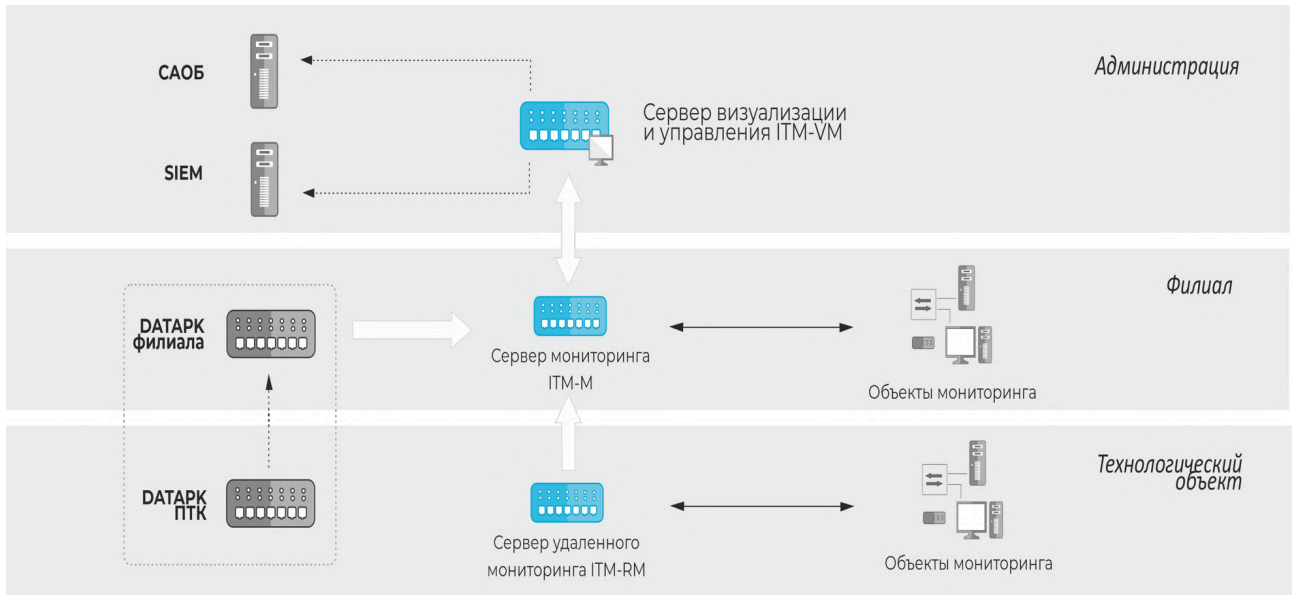 САОБ
SIEM
Сервер визуализации
и управления ITM-VM
Администрация
DATAPK
филиала
Сервер мониторинга
ITM-M
Объекты мониторинга
Филиал
DATAPK
ПТК
Сервер удаленного
мониторинга ITM-RM
Объекты мониторинга
Технологический
объект